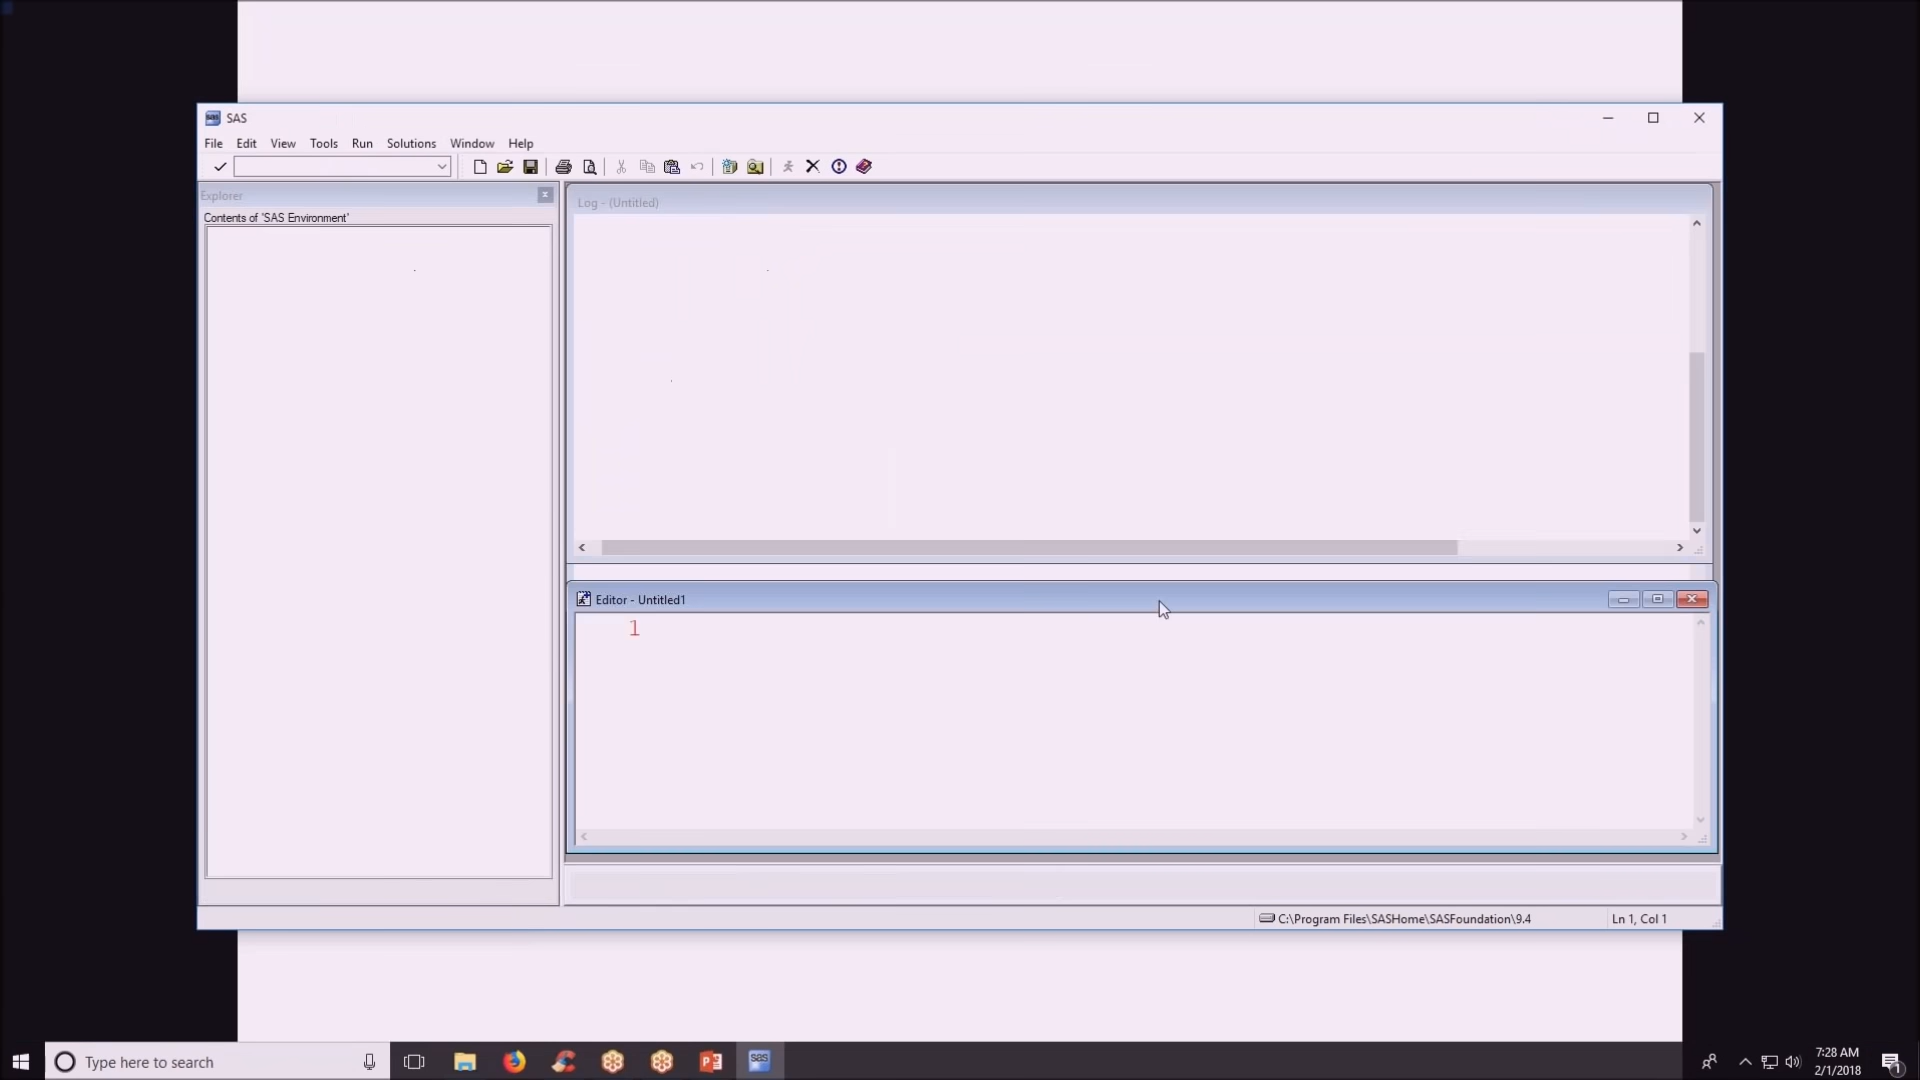 SAS
File Edit View Tools Run Solutions Window Help
Explorer
Contents of 'SAS Environment'
Log - (Untitled)
Editor - Untitled1
1
C:\Program Files\SASHome\SASFoundation\9.4
Ln 1, Col 1
Type here to search
sas
7:28 AM
2/1/2018
1